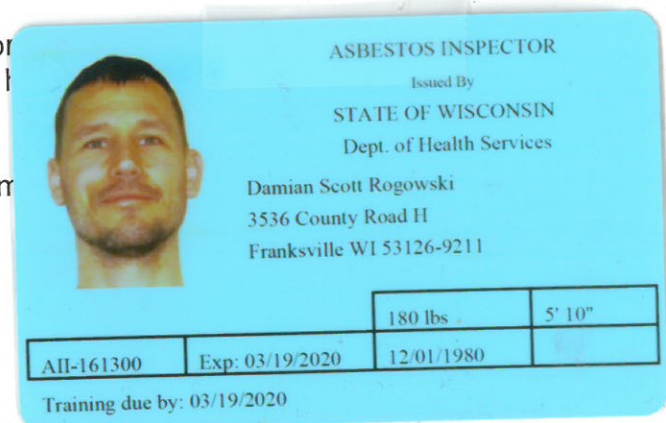 ASBESTOS INSPECTOR
Issued By
STATE OF WISCONSIN
Dept. of Health Services
Damian Scott Rogowski
3536 County Road H
Franksville WI 53126-9211
180 lbs 5' 10"
AII-161300 Exp: 03/19/2020 12/01/1980
Training due by: 03/19/2020